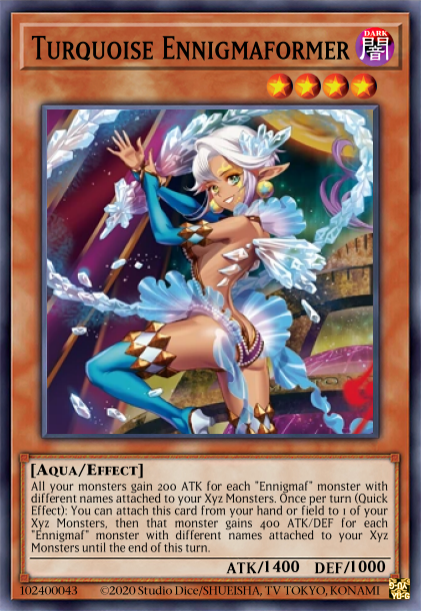 TURQUOISE ENNIGMAFORMER
DARK
闇
[AQUA/EFFECT]
All your monsters gain 200 ATK for each "Ennigmaf" monster with
different names attached to your Xyz Monsters. Once per turn (Quick
Effect): You can attach this card from your hand or field to 1 of your
Xyz Monsters, then that monster gains 400 ATK/DEF for each
"Ennigmaf" monster with different names attached to your Xyz
Monsters until the end of this turn.
ATK/1400 DEF/1000
102400043 ©2020 Studio Dice/SHUEISHA, TV TOKYO, KONAMI